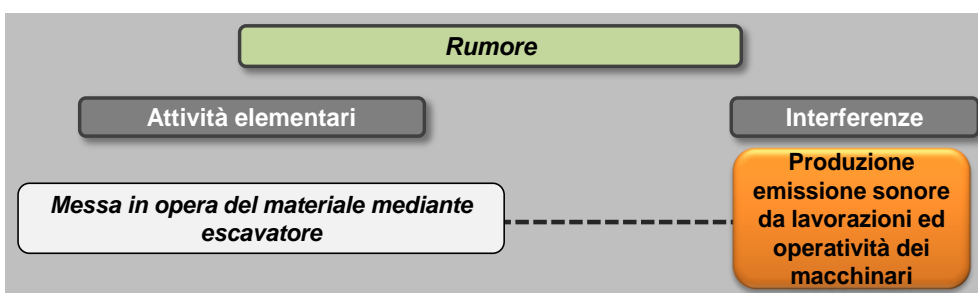 Rumore
Attività elementari
Interferenze
Messa in opera del materiale mediante
escavatore
Produzione
emissione sonore
da lavorazioni ed
operatività dei
macchinari